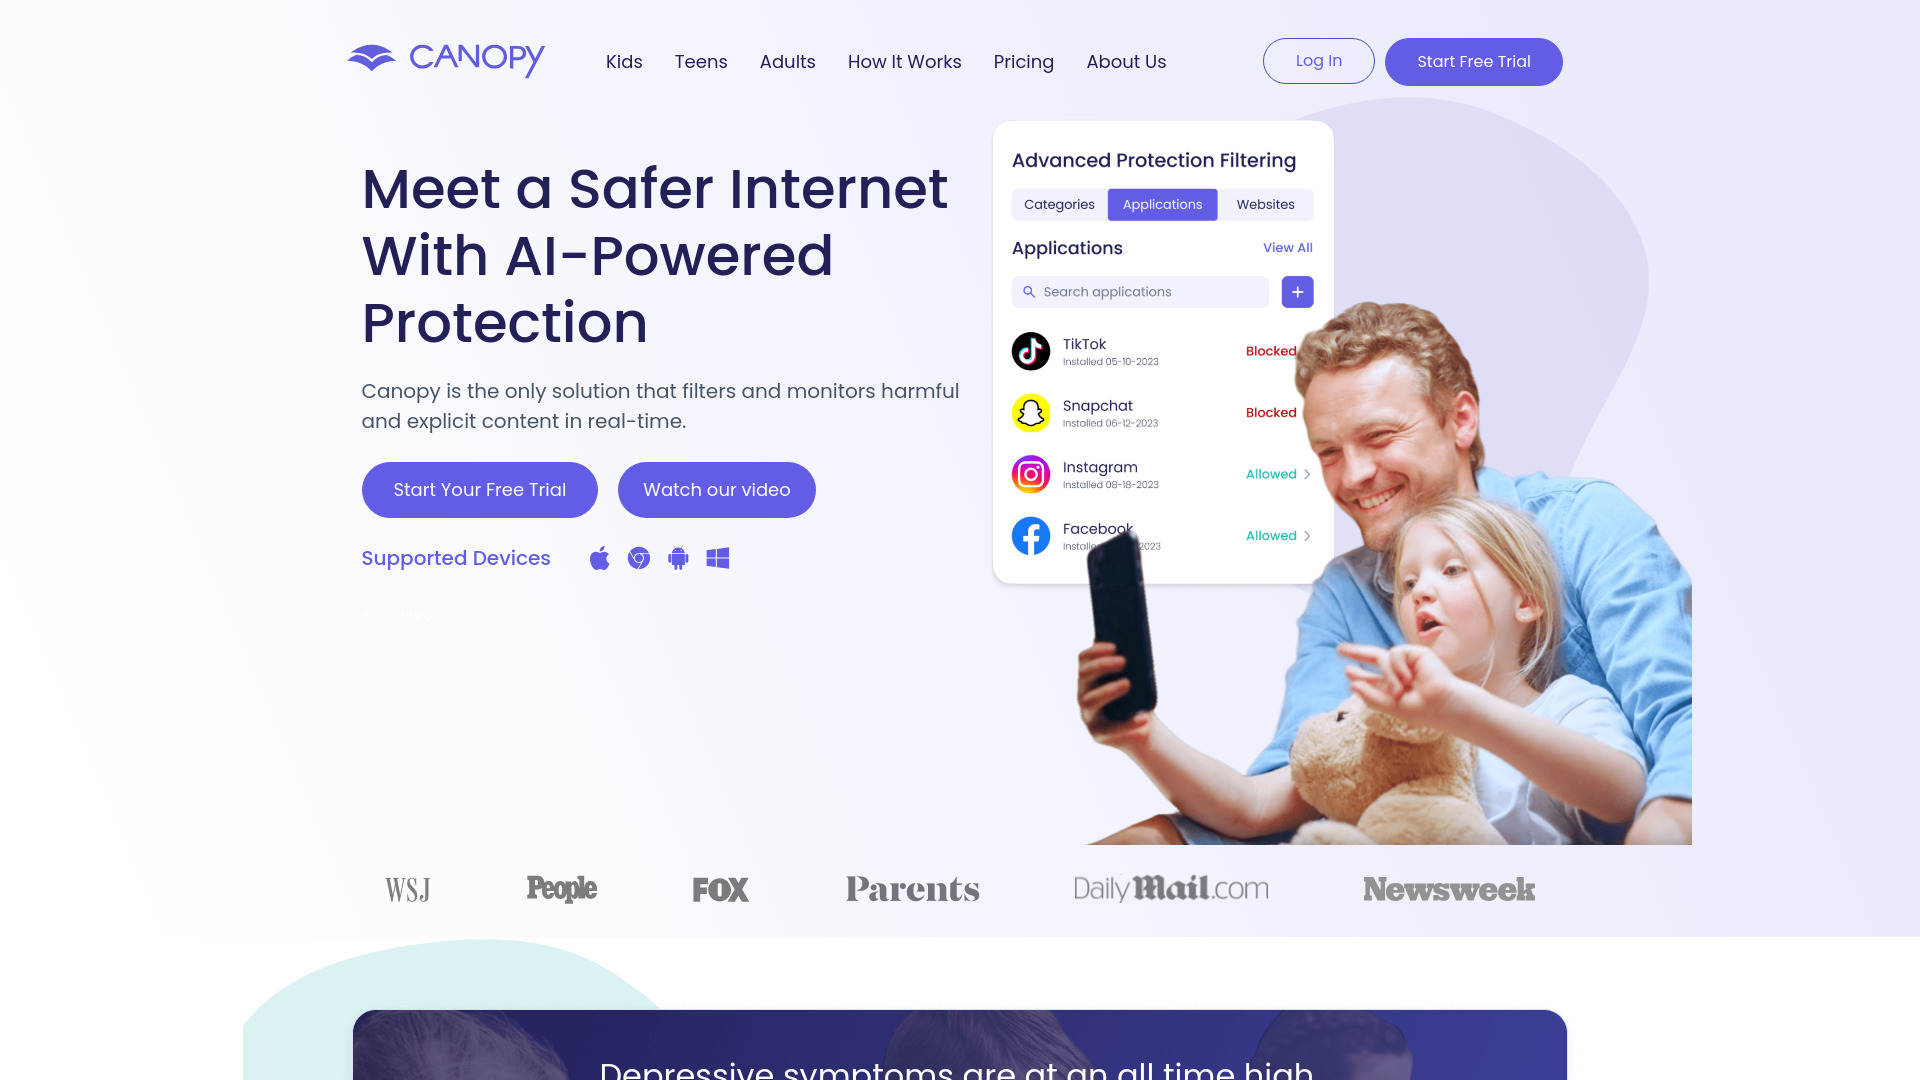 CANOPY
Kids
Teens
Adults
How It Works
Pricing
About Us
Log In
Start Free Trial
Meet a Safer Internet
With AI-Powered
Protection
Canopy is the only solution that filters and monitors harmful
and explicit content in real-time.
Start Your Free Trial
Watch our video
Supported Devices
Advanced Protection Filtering
Categories
Applications
Websites
Applications
View All
Search applications
TikTok
Installed 05-10-2023
Blocked
Snapchat
Installed 06-12-2023
Blocked
Instagram
Installed 08-18-2023
Allowed
Facebook
2023
Allowed
WSJ
People
FOX
Parents
Daily Mail.com
Newsweek
Depressive symptoms are at an all time high